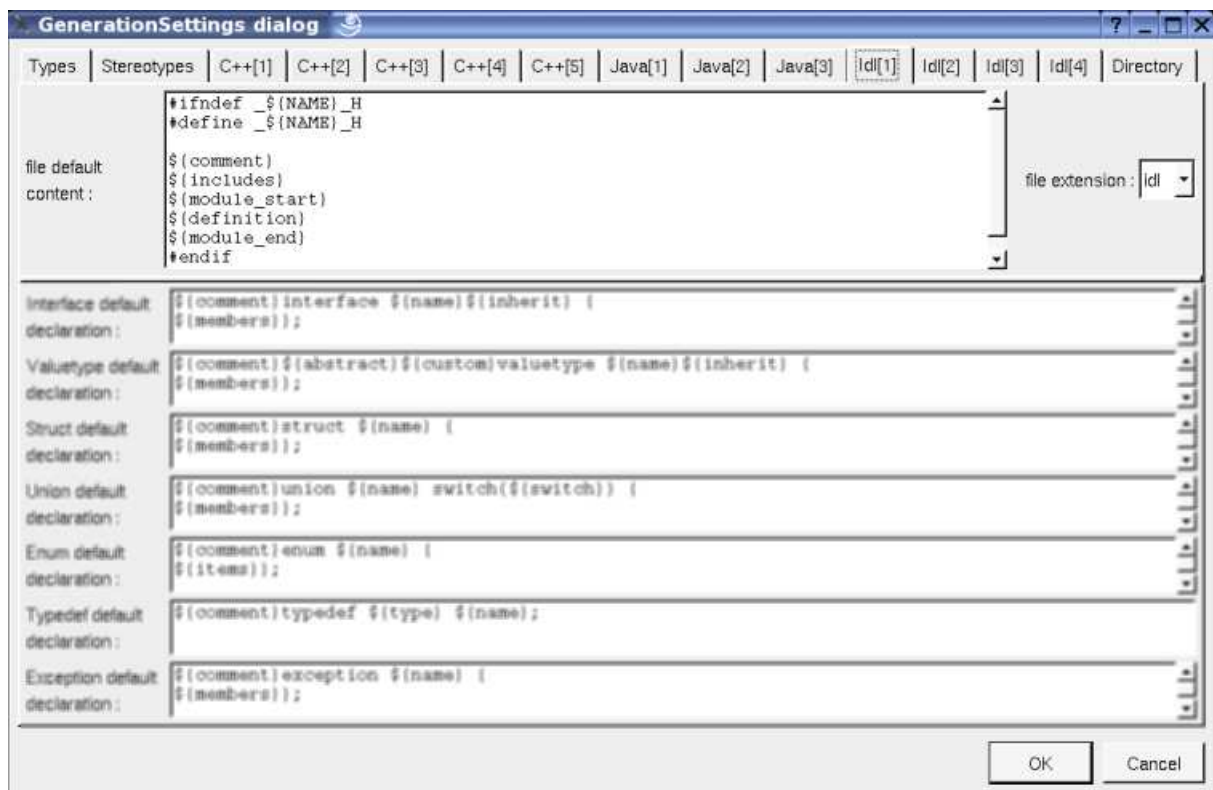 GenerationSettings dialog
Types Stereotypes C++[1] C++[2] C++[3] C++[4] C++[5] Java[1] Java[2] Java[3] Idl[1] Idl[2] Idl[3] Idl[4] Directory
file default
content :
#ifndef _${NAME}_H
#define _${NAME}_H
${comment}
${includes}
${module_start}
${definition}
${module_end}
#endif
file extension : idl
Interface default
declaration :
${comment}interface ${name}${inherit} {
${members}};
Valuetype default
declaration :
${comment}${abstract}${custom}valuetype ${name}${inherit} {
${members}};
Struct default
declaration :
${comment}struct ${name} {
${members}};
Union default
declaration :
${comment}union ${name} switch(${switch}) {
${members}};
Enum default
declaration :
${comment}enum ${name} {
${items}};
Typedef default
declaration :
${comment}typedef ${type} ${name};
Exception default
declaration :
${comment}exception ${name} {
${members}};
OK Cancel